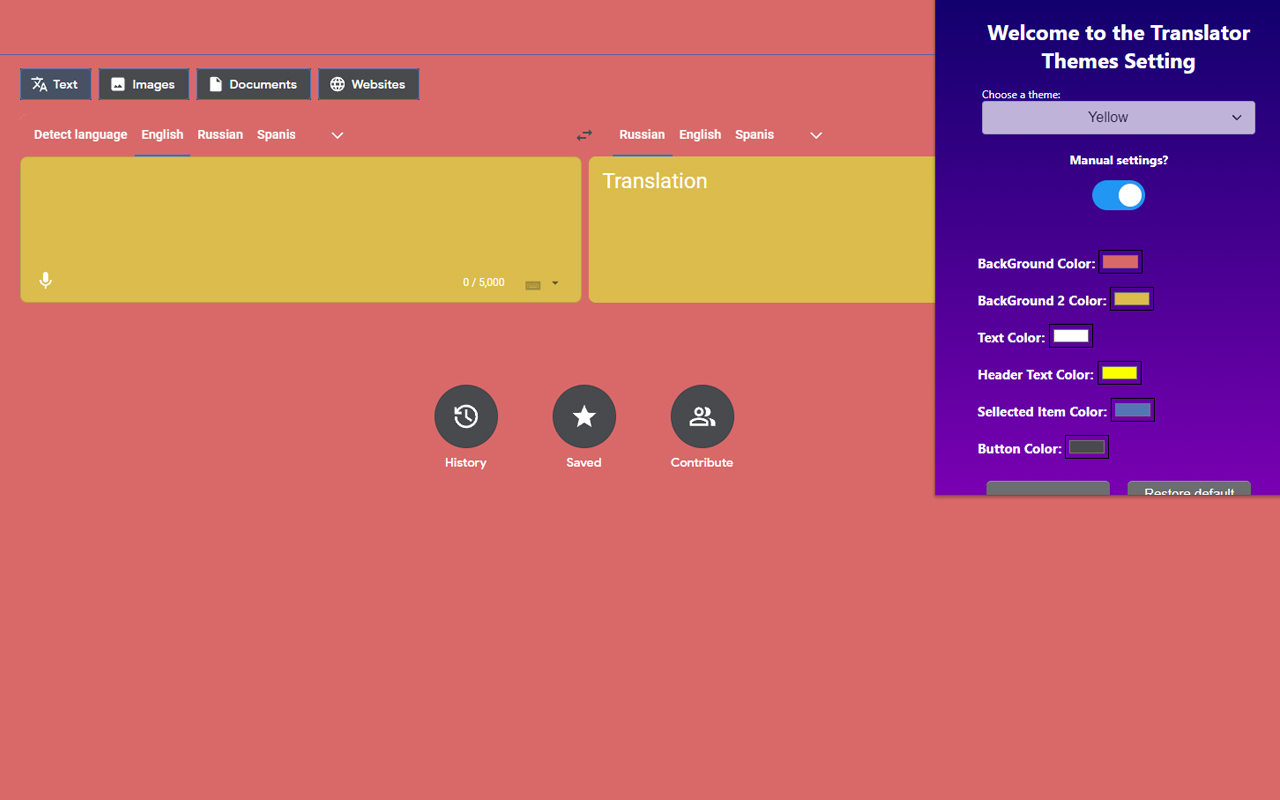 Text
Images
Documents
Websites
Detect language English Russian Spanis
Russian English Spanis
Translation
0 / 5,000
History
Saved
Contribute
Welcome to the Translator
Themes Setting
Choose a theme:
Yellow
Manual settings?
BackGround Color:
BackGround 2 Color:
Text Color:
Header Text Color:
Sellected Item Color:
Button Color:
Restore default